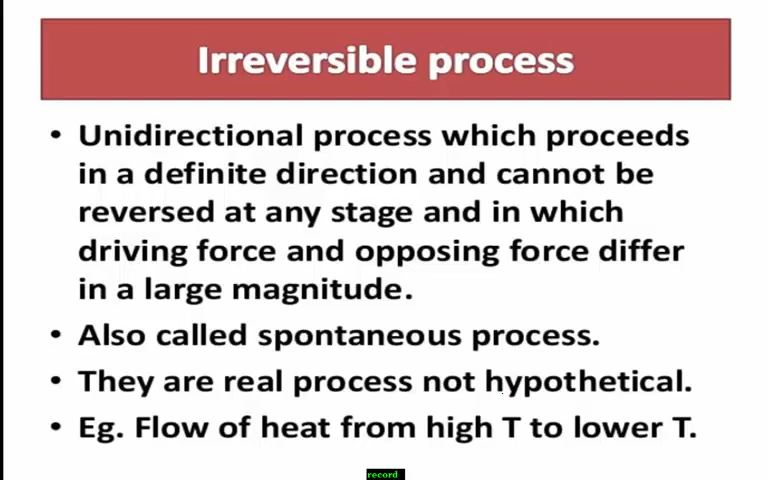 Irreversible process
• Unidirectional process which proceeds
in a definite direction and cannot be
reversed at any stage and in which
driving force and opposing force differ
in a large magnitude.
• Also called spontaneous process.
• They are real process not hypothetical.
• Eg. Flow of heat from high T to lower T.
record